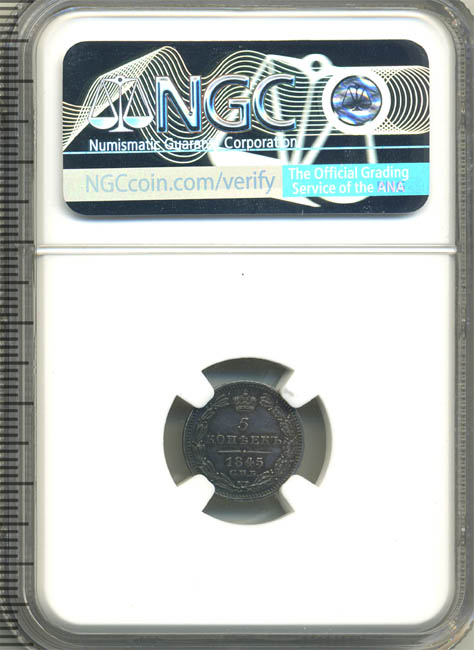 NGC
Numismatic Guaranty Corporation
NGCcoin.com/verify
The Official Grading
Service of the ANA
5
КОПѢЕКЪ
1845
С.П.Б.